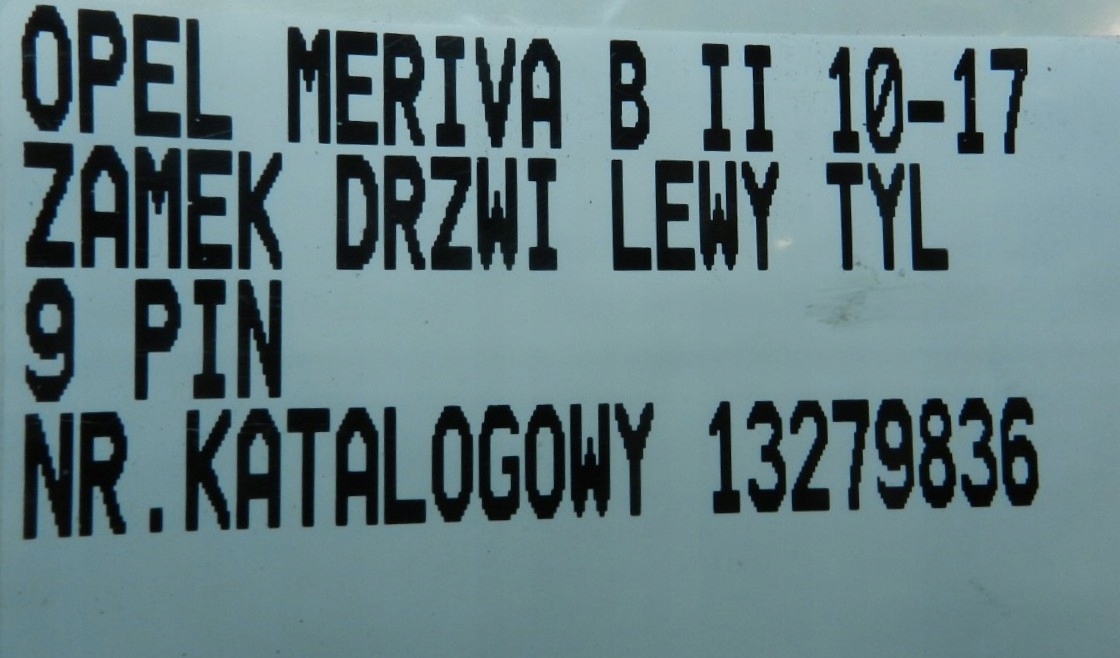 OPEL MERIVA B II 10-17
ZAMEK DRZWI LEWY TYL
9 PIN
NR.KATALOGOWY 13279836